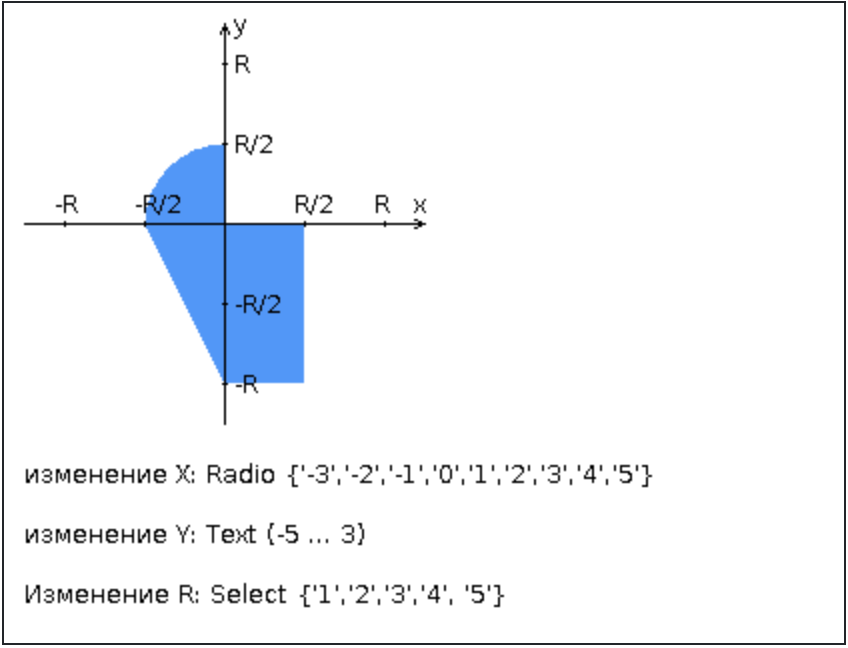 y
R
R/2
-R -R/2 R/2 R x
-R/2
-R
изменение X: Radio {'-3','-2','-1','0','1','2','3','4','5'}
изменение Y: Text (-5 ... 3)
Изменение R: Select {'1','2','3','4', '5'}